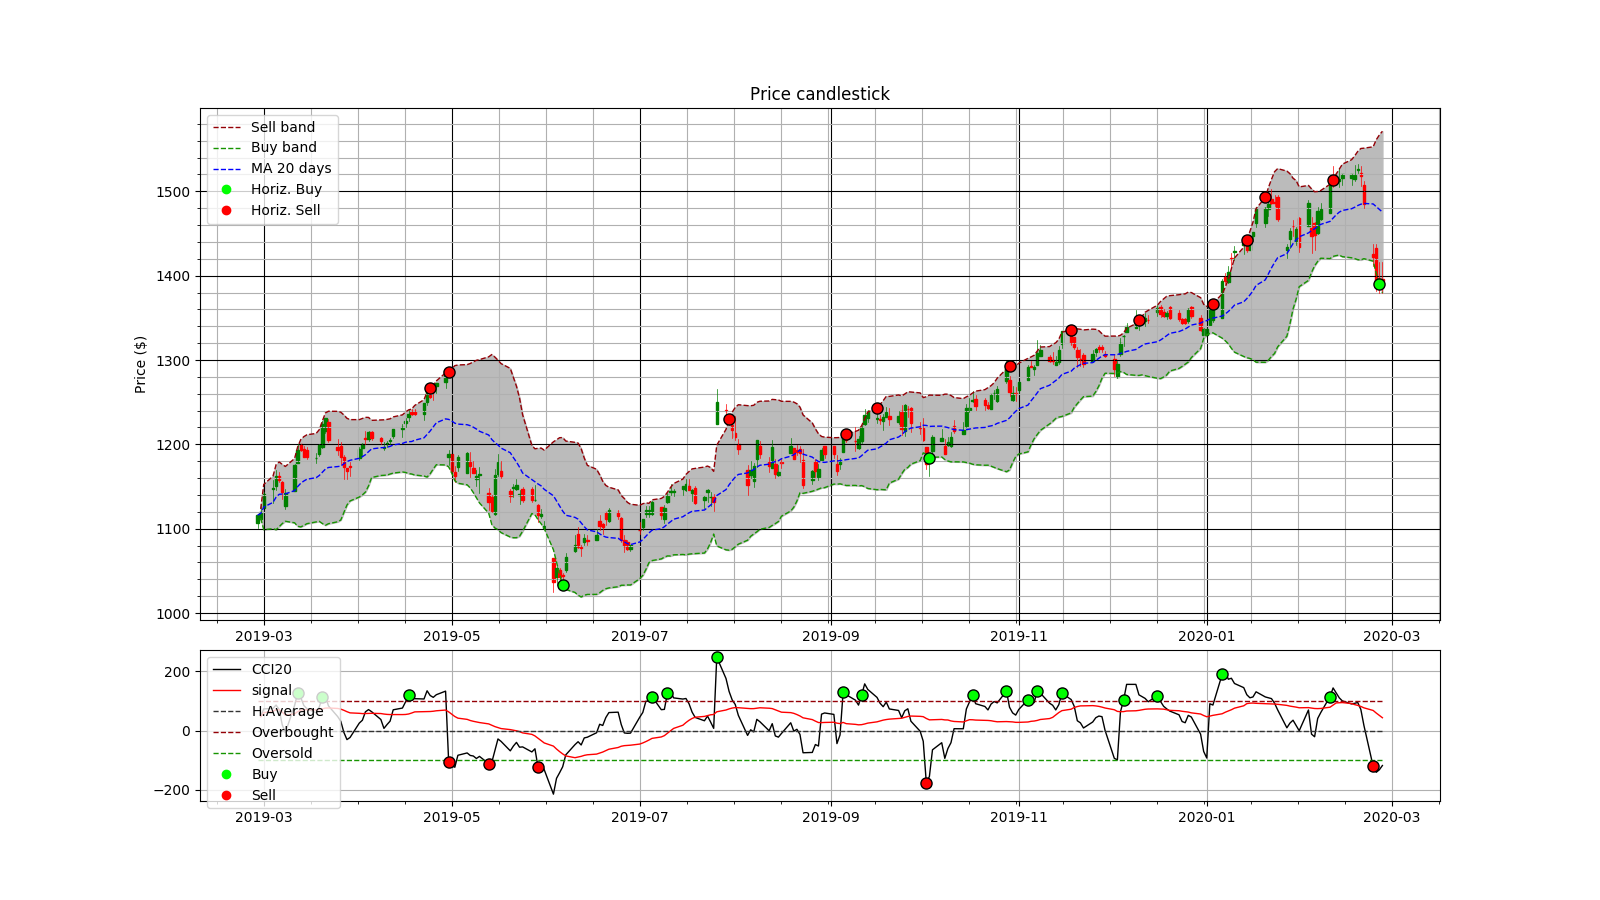 Price candlestick
Sell band
Buy band
MA 20 days
Horiz. Buy
Horiz. Sell
Price ($)
1500
1400
1300
1200
1100
1000
2019-03 2019-05 2019-07 2019-09 2019-11 2020-01 2020-03
CCI20
signal
H.Average
Overbought
Oversold
Buy
Sell
200
0
−200
2019-03 2019-05 2019-07 2019-09 2019-11 2020-01 2020-03